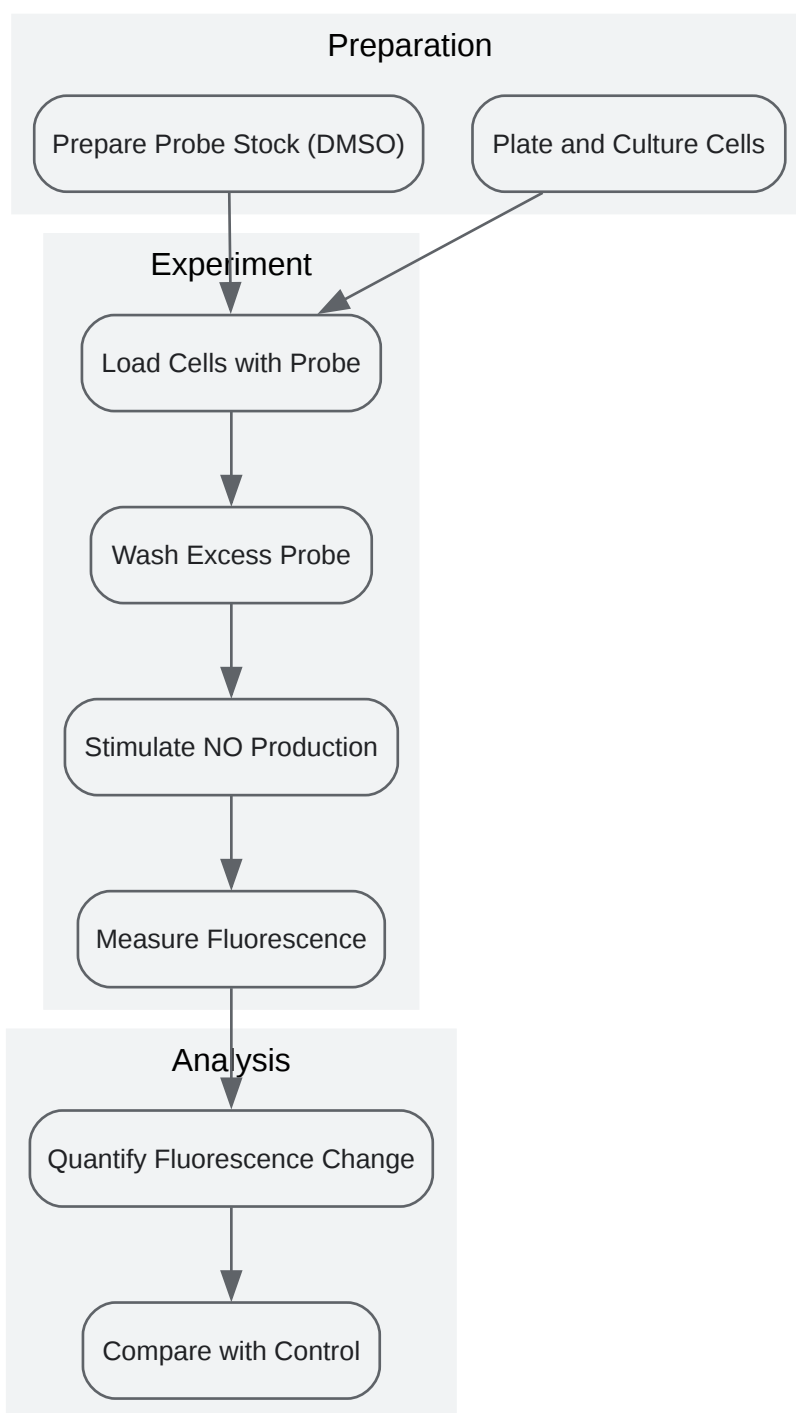 Preparation
Prepare Probe Stock (DMSO)
Plate and Culture Cells
Experiment
Load Cells with Probe
Wash Excess Probe
Stimulate NO Production
Measure Fluorescence
Analysis
Quantify Fluorescence Change
Compare with Control